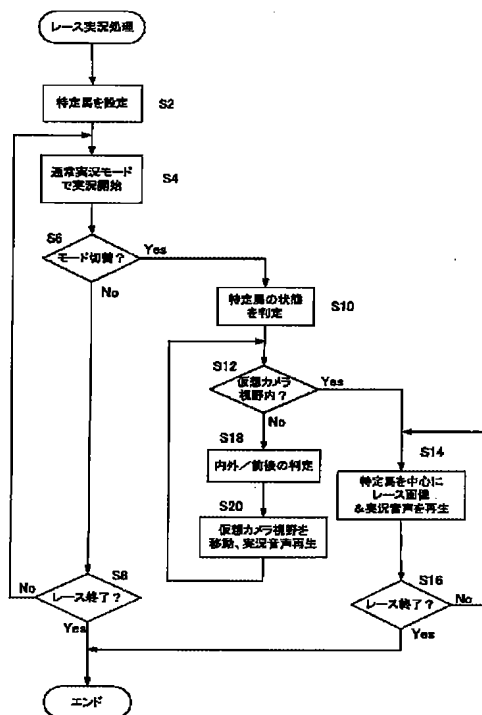 レース実況処理
特定馬を設定
S2
通常実況モード
で実況開始
S4
S6
モード切替？
Yes
No
特定馬の状態
を判定
S10
S12
仮想カメラ
視野内？
Yes
No
S18
内外／前後の判定
S14
特定馬を中心に
レース画像
＆実況音声を再生
S20
仮想カメラ視野を
移動、実況音声再生
S8
レース終了？
No
Yes
S16
レース終了？
No
Yes
エンド